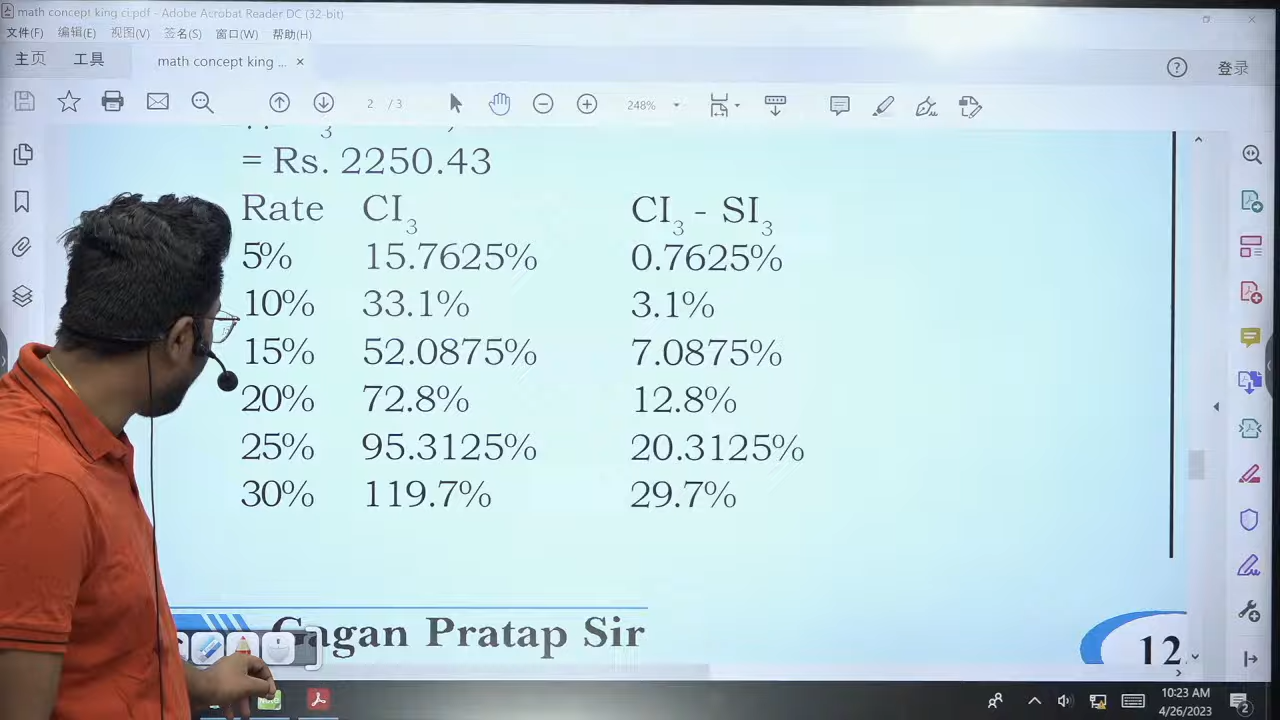 math concept king ci.pdf - Adobe Acrobat Reader DC (32-bit)
文件(F) 编辑(E) 视图(V) 签名(S) 窗口(W) 帮助(H)
主页 工具 math concept king ... × ? 登录
2 / 3 248%
= Rs. 2250.43
Rate CI₃ CI₃ - SI₃
5% 15.7625% 0.7625%
10% 33.1% 3.1%
15% 52.0875% 7.0875%
20% 72.8% 12.8%
25% 95.3125% 20.3125%
30% 119.7% 29.7%
Gagan Pratap Sir
12
10:23 AM
4/26/2023
2